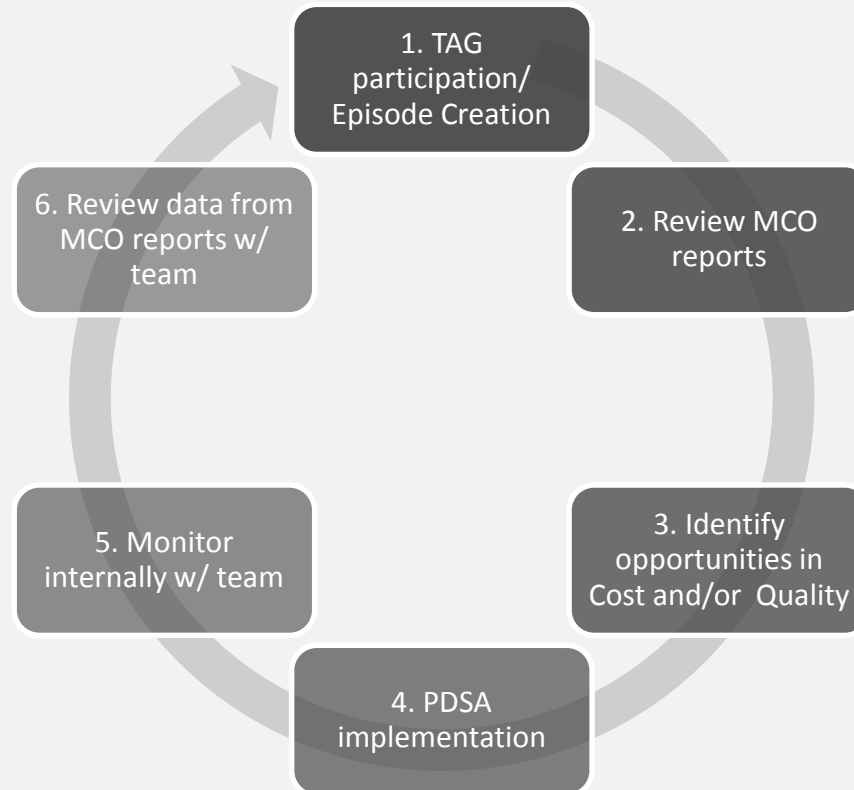 1. TAG
participation/
Episode Creation
2. Review MCO
reports
3. Identify
opportunities in
Cost and/or  Quality
4. PDSA
implementation
5. Monitor
internally w/ team
6. Review data from
MCO reports w/
team